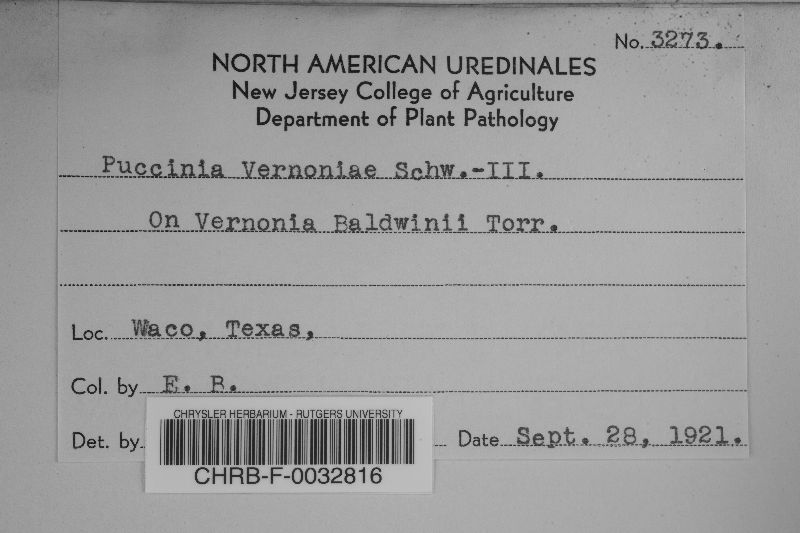 No. 3273.
NORTH AMERICAN UREDINALES
New Jersey College of Agriculture
Department of Plant Pathology
Puccinia Vernoniae Schw.-III.
On Vernonia Baldwinii Torr.
Loc. Waco, Texas,
Col. by E. B.
Det. by
Date Sept. 28, 1921.
CHRYSLER HERBARIUM - RUTGERS UNIVERSITY
CHRB-F-0032816